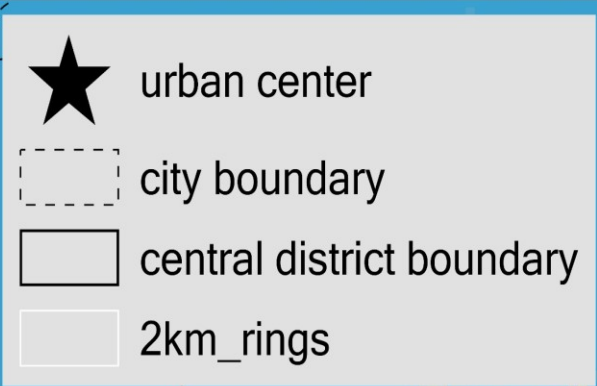 urban center
city boundary
central district boundary
2km_rings